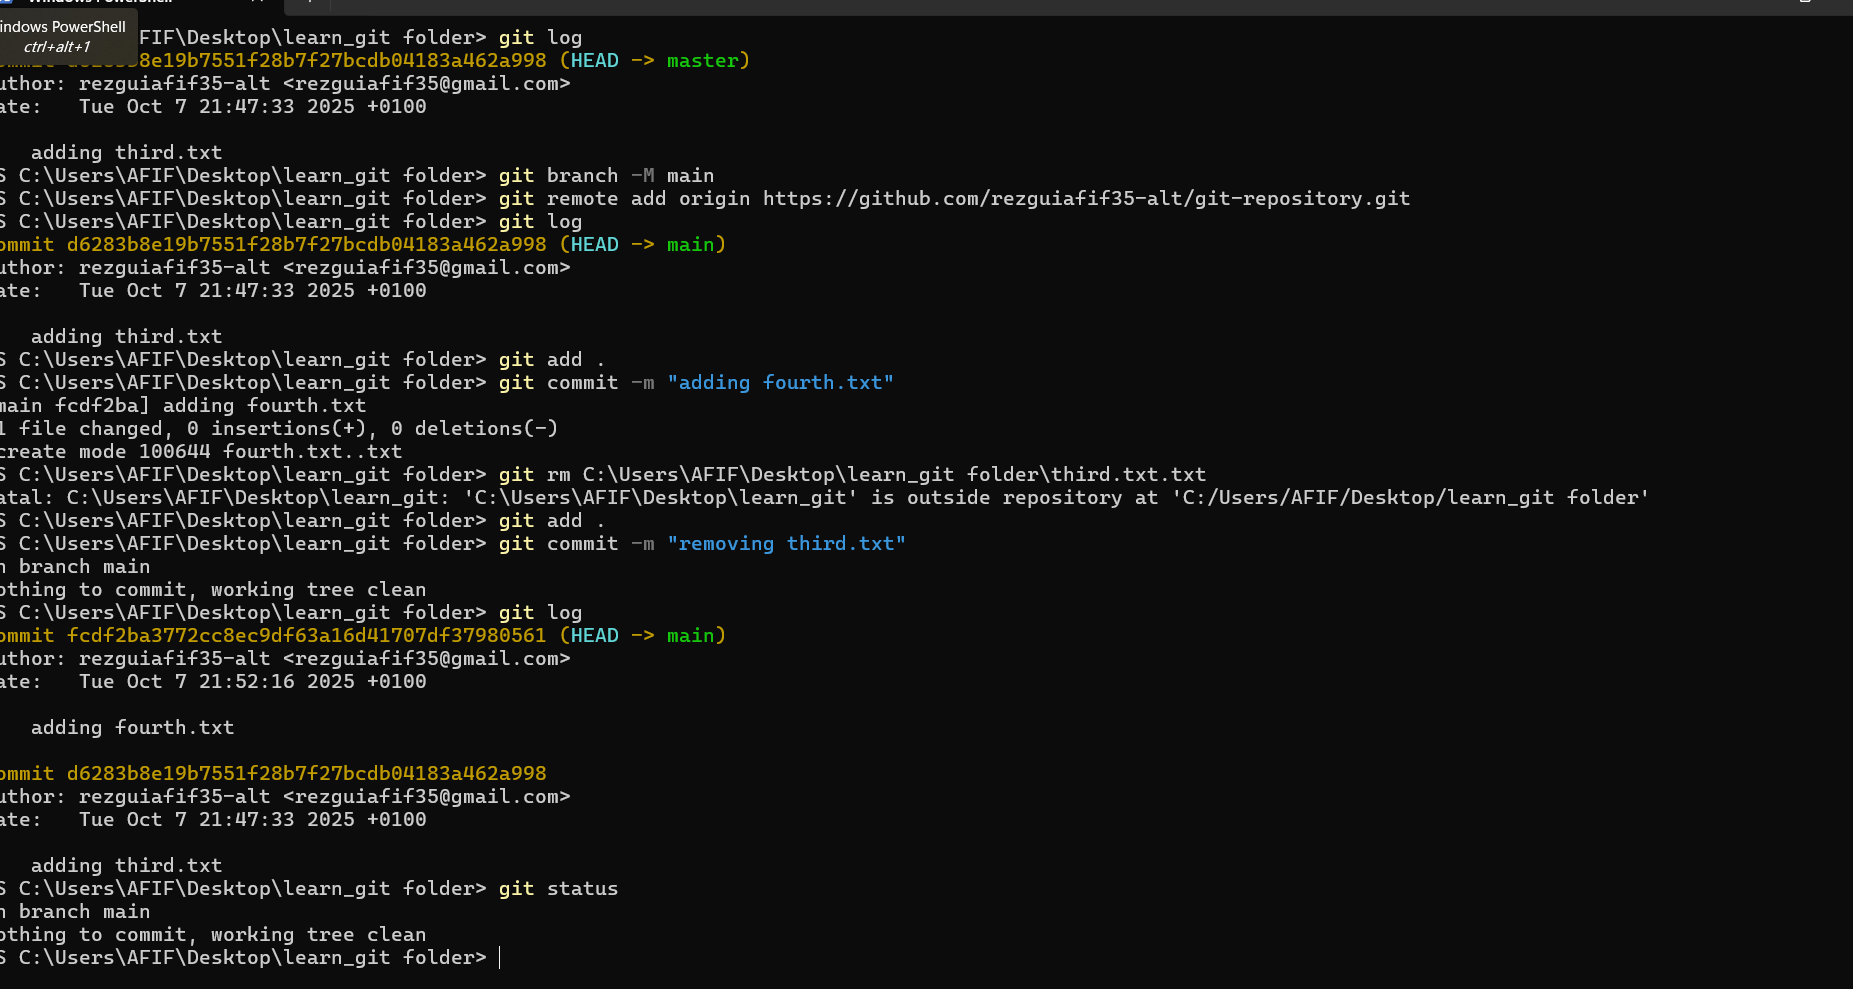 Windows PowerShell
indows PowerShell
ctrl+alt+1
FIF\Desktop\learn_git folder> git log
8e19b7551f28b7f27bcdb04183a462a998 (HEAD -> master)
uthor: rezguiafif35-alt <rezguiafif35@gmail.com>
ate:   Tue Oct 7 21:47:33 2025 +0100
adding third.txt
S C:\Users\AFIF\Desktop\learn_git folder> git branch -M main
S C:\Users\AFIF\Desktop\learn_git folder> git remote add origin https://github.com/rezguiafif35-alt/git-repository.git
S C:\Users\AFIF\Desktop\learn_git folder> git log
ommit d6283b8e19b7551f28b7f27bcdb04183a462a998 (HEAD -> main)
uthor: rezguiafif35-alt <rezguiafif35@gmail.com>
ate:   Tue Oct 7 21:47:33 2025 +0100
adding third.txt
S C:\Users\AFIF\Desktop\learn_git folder> git add .
S C:\Users\AFIF\Desktop\learn_git folder> git commit -m "adding fourth.txt"
main fcdf2ba] adding fourth.txt
1 file changed, 0 insertions(+), 0 deletions(-)
create mode 100644 fourth.txt..txt
S C:\Users\AFIF\Desktop\learn_git folder> git rm C:\Users\AFIF\Desktop\learn_git folder\third.txt.txt
atal: C:\Users\AFIF\Desktop\learn_git: 'C:\Users\AFIF\Desktop\learn_git' is outside repository at 'C:/Users/AFIF/Desktop/learn_git folder'
S C:\Users\AFIF\Desktop\learn_git folder> git add .
S C:\Users\AFIF\Desktop\learn_git folder> git commit -m "removing third.txt"
n branch main
othing to commit, working tree clean
S C:\Users\AFIF\Desktop\learn_git folder> git log
ommit fcdf2ba3772cc8ec9df63a16d41707df37980561 (HEAD -> main)
uthor: rezguiafif35-alt <rezguiafif35@gmail.com>
ate:   Tue Oct 7 21:52:16 2025 +0100
adding fourth.txt
ommit d6283b8e19b7551f28b7f27bcdb04183a462a998
uthor: rezguiafif35-alt <rezguiafif35@gmail.com>
ate:   Tue Oct 7 21:47:33 2025 +0100
adding third.txt
S C:\Users\AFIF\Desktop\learn_git folder> git status
n branch main
othing to commit, working tree clean
S C:\Users\AFIF\Desktop\learn_git folder>